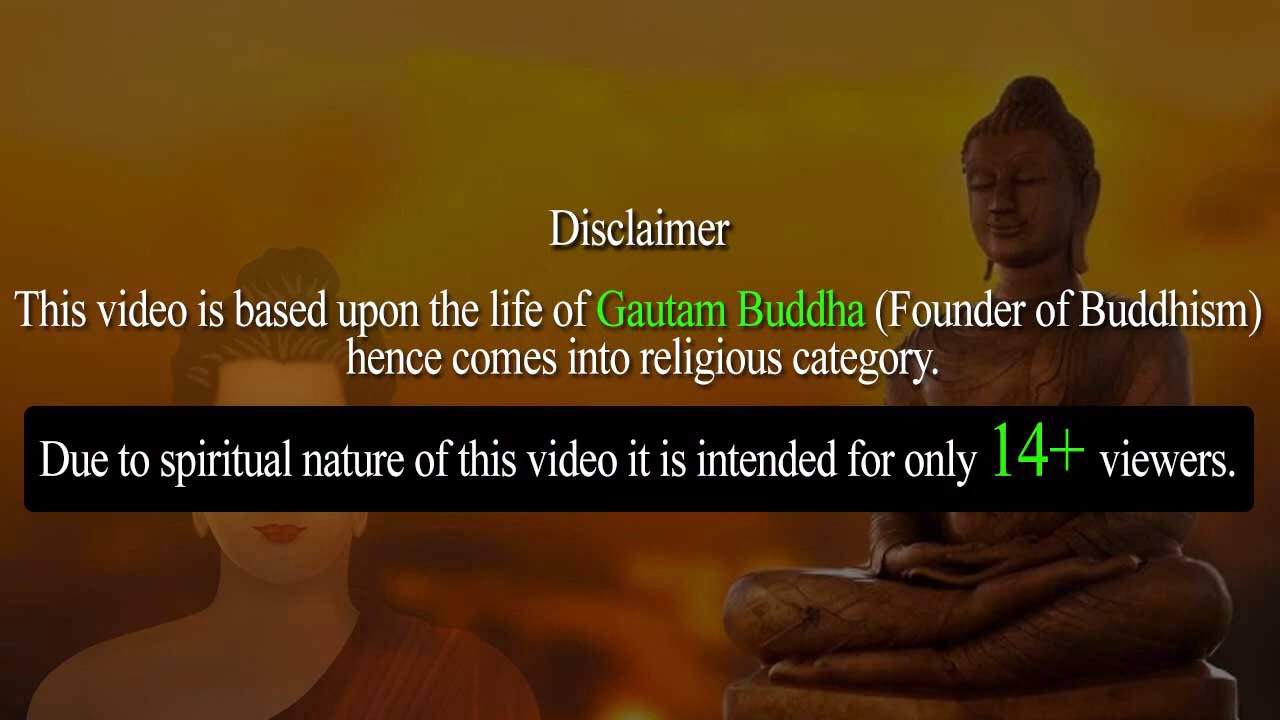 Disclaimer
This video is based upon the life of Gautam Buddha (Founder of Buddhism)
hence comes into religious category.
Due to spiritual nature of this video it is intended for only 14+ viewers.